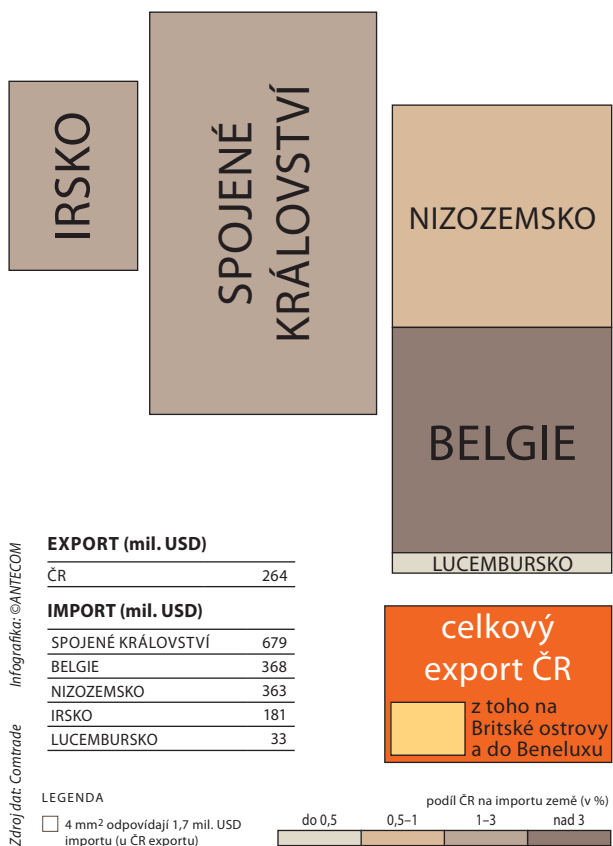 IRSKO
SPOJENÉ
KRÁLOVSTVÍ
NIZOZEMSKO
BELGIE
LUCEMBURSKO
EXPORT (mil. USD)
ČR 264
IMPORT (mil. USD)
SPOJENÉ KRÁLOVSTVÍ 679
BELGIE 368
NIZOZEMSKO 363
IRSKO 181
LUCEMBURSKO 33
celkový
export ČR
z toho na
Britské ostrovy
a do Beneluxu
Zdroj dat: Comtrade Infografika: ©ANTECOM
LEGENDA
4 mm² odpovídají 1,7 mil. USD
importu (u ČR exportu)
podíl ČR na importu země (v %)
do 0,5 0,5–1 1–3 nad 3